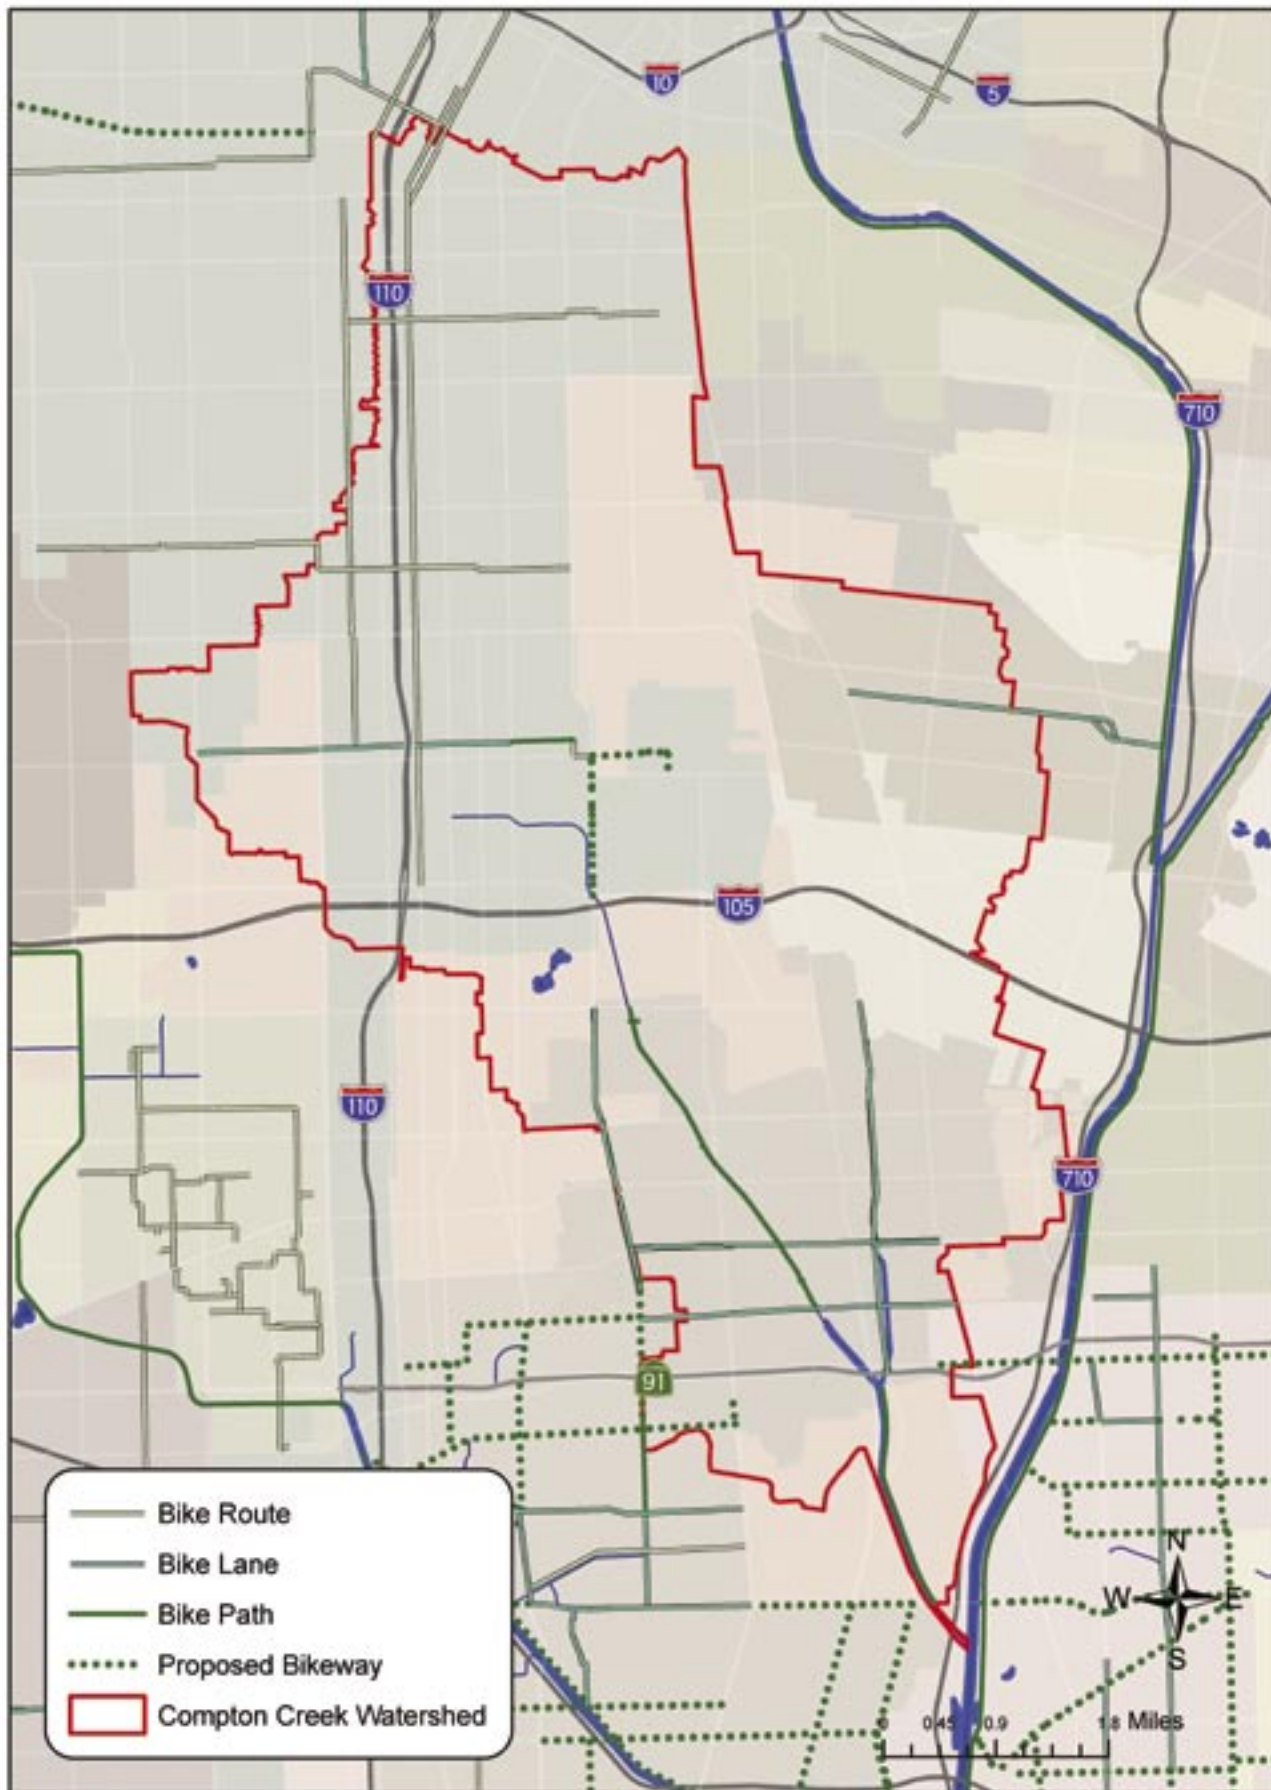 10
5
110
710
105
110
710
91
Bike Route
Bike Lane
Bike Path
Proposed Bikeway
Compton Creek Watershed
N
W E
S
0 0.45 0.9 1.8 Miles